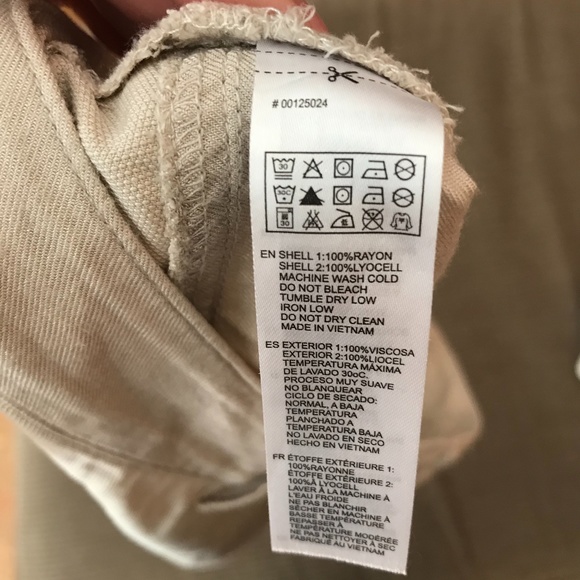 # 00125024
30
30C
30
EN SHELL 1:100%RAYON
SHELL 2:100%LYOCELL
MACHINE WASH COLD
DO NOT BLEACH
TUMBLE DRY LOW
IRON LOW
DO NOT DRY CLEAN
MADE IN VIETNAM
ES EXTERIOR 1:100%VISCOSA
EXTERIOR 2:100%LIOCEL
TEMPERATURA MÁXIMA
DE LAVADO 30oC.
PROCESO MUY SUAVE
NO BLANQUEAR
CICLO DE SECADO:
NORMAL, A BAJA
TEMPERATURA
PLANCHADO A
TEMPERATURA BAJA
NO LAVADO EN SECO
HECHO EN VIETNAM
FR ÉTOFFE EXTÉRIEURE 1:
100%RAYONNE
ÉTOFFE EXTÉRIEURE 2:
100%Â LYOCELL
LAVER À LA MACHINE À
L'EAU FROIDE
NE PAS BLANCHIR
SÉCHER EN MACHINE À
BASSE TEMPÉRATURE
REPASSER À
TEMPÉRATURE MODÉRÉE
NE PAS NETTOYER À SEC
FABRIQUÉ AU VIETNAM